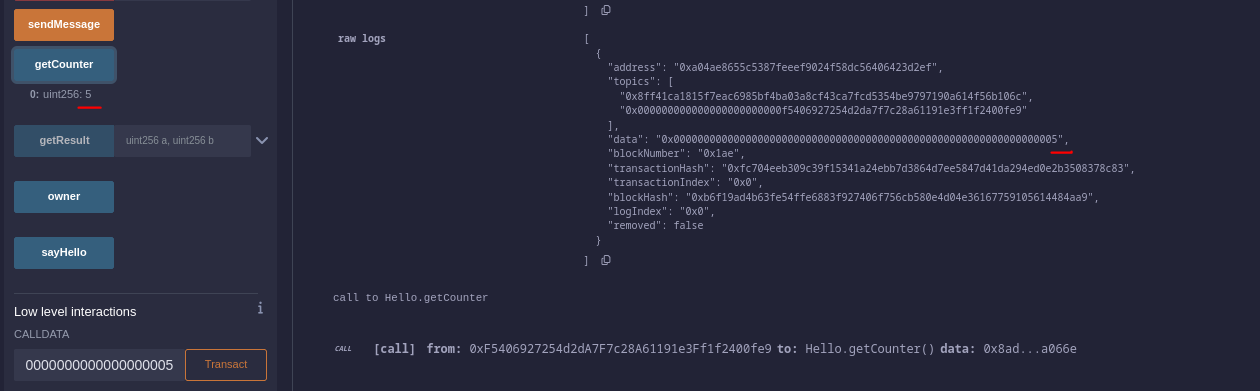 sendMessage
getCounter
0: uint256: 5
getResult
uint256 a, uint256 b
owner
sayHello
Low level interactions
i
CALLDATA
0000000000000000005
Transact
]
raw logs
[
{
"address": "0xa04ae8655c5387feeef9024f58dc56406423d2ef",
"topics": [
"0x8ff41ca1815f7eac6985bf4ba03a8cf43ca7fcd5354be9797190a614f56b106c",
"0x000000000000000000000000f5406927254d2da7f7c28a61191e3ff1f2400fe9"
],
"data": "0x0000000000000000000000000000000000000000000000000000000000000005",
"blockNumber": "0x1ae",
"transactionHash": "0xfc704eeb309c39f15341a24ebb7d3864d7ee5847d41da294ed0e2b3508378c83",
"transactionIndex": "0x0",
"blockHash": "0xb6f19ad4b63fe54ffe6883f927406f756cb580e4d04e36167759105614484aa9",
"logIndex": "0x0",
"removed": false
}
]
call to Hello.getCounter
CALL [call] from: 0xF5406927254d2dA7F7c28A61191e3Ff1f2400fe9 to: Hello.getCounter() data: 0x8ad...a066e